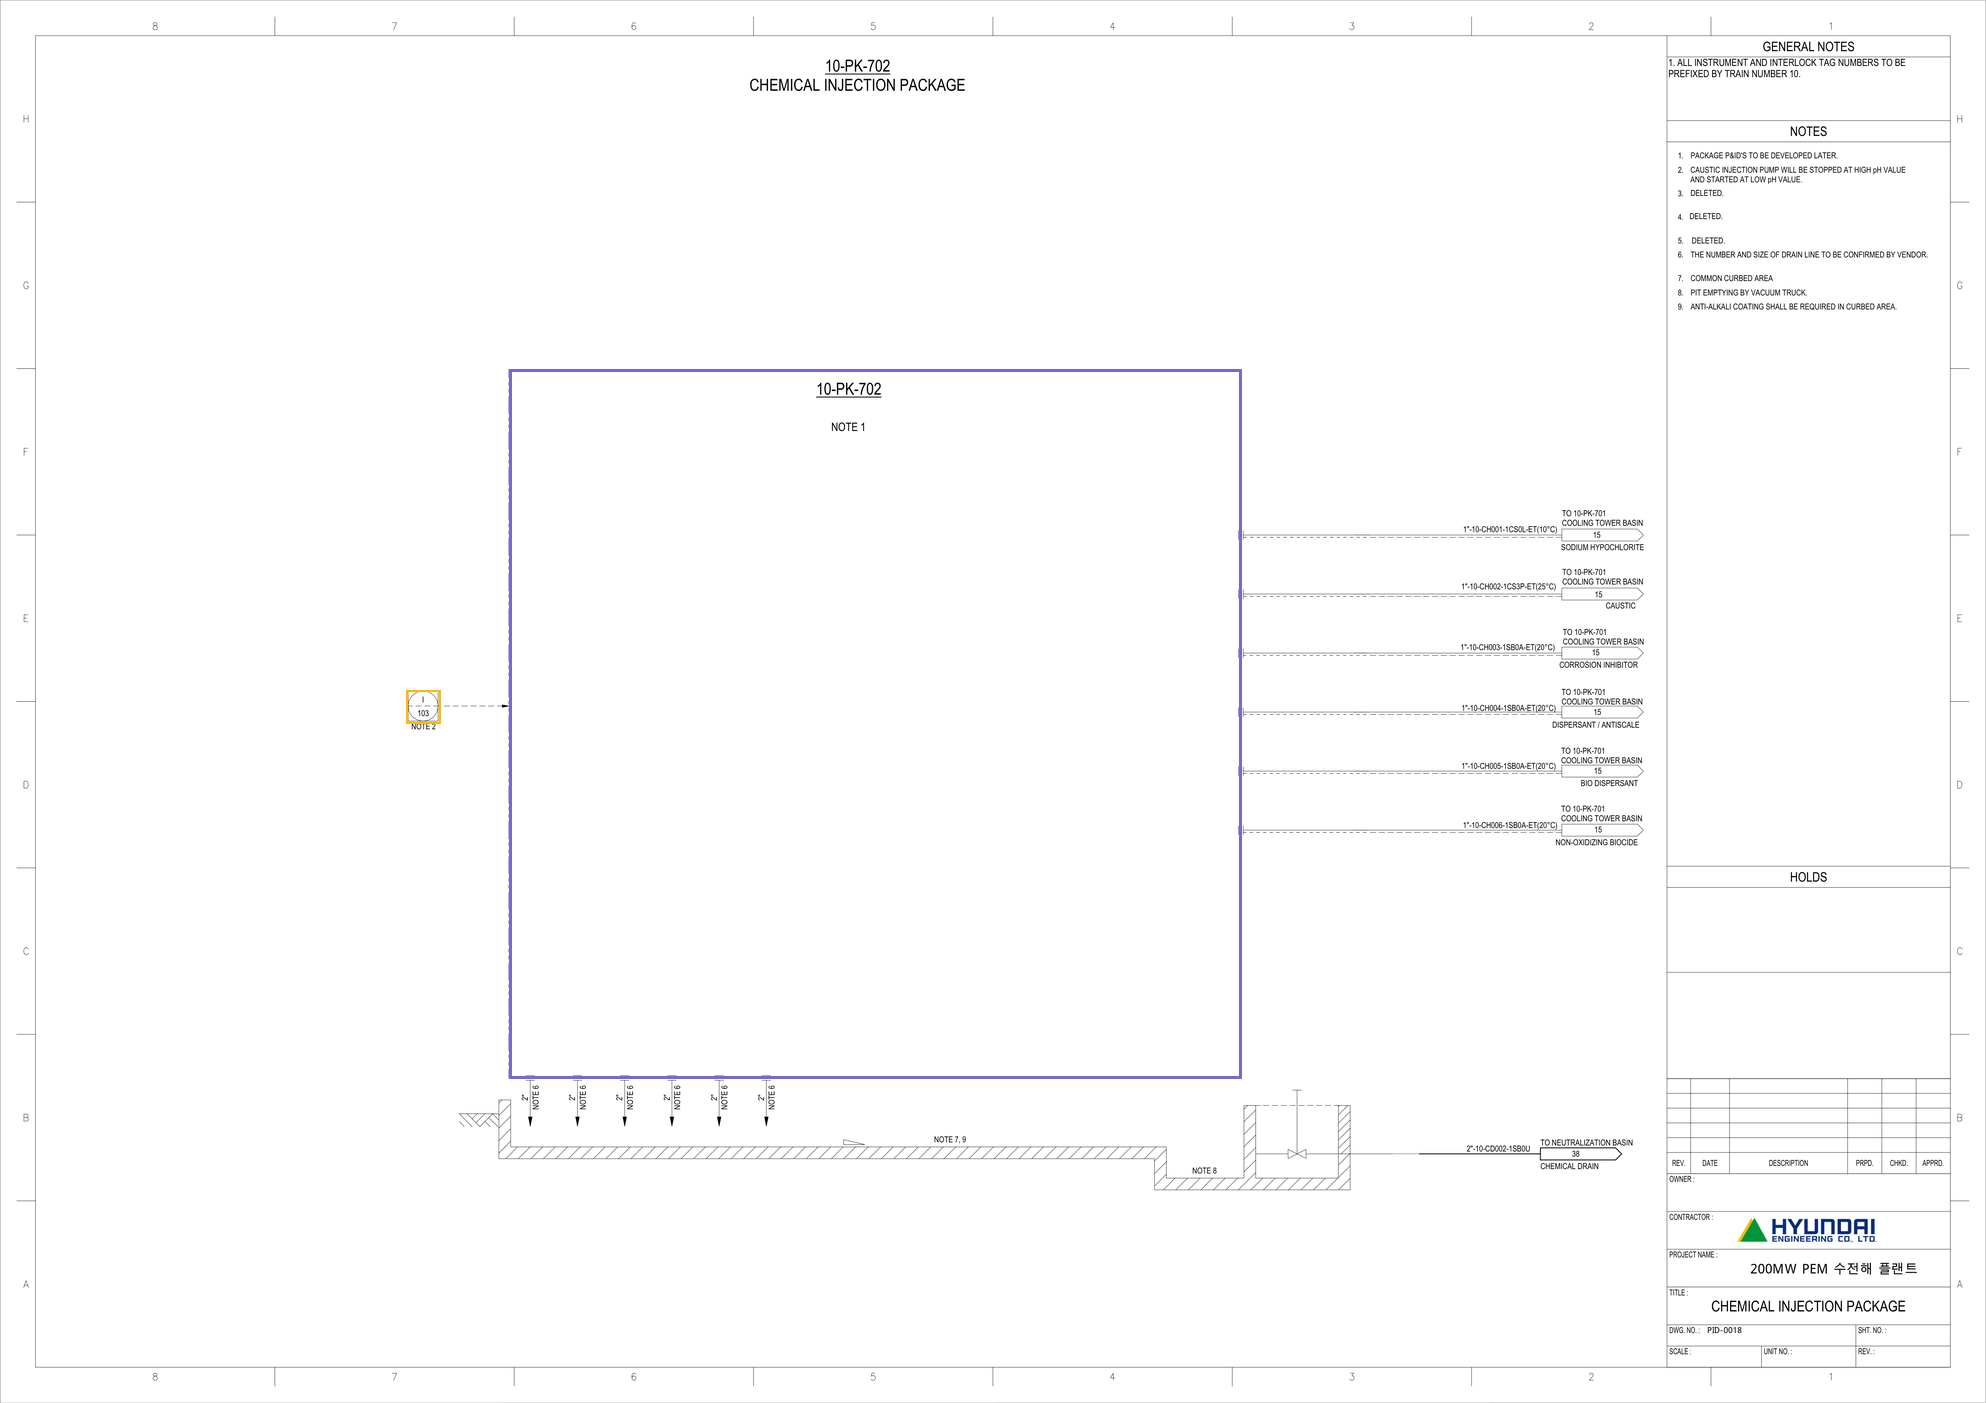 8 7 6 5 4 3 2 1
10-PK-702
CHEMICAL INJECTION PACKAGE
GENERAL NOTES
1. ALL INSTRUMENT AND INTERLOCK TAG NUMBERS TO BE
PREFIXED BY TRAIN NUMBER 10.
NOTES
1. PACKAGE P&ID'S TO BE DEVELOPED LATER.
2. CAUSTIC INJECTION PUMP WILL BE STOPPED AT HIGH pH VALUE
AND STARTED AT LOW pH VALUE.
3. DELETED.
4. DELETED.
5. DELETED.
6. THE NUMBER AND SIZE OF DRAIN LINE TO BE CONFIRMED BY VENDOR.
7. COMMON CURBED AREA
8. PIT EMPTYING BY VACUUM TRUCK.
9. ANTI-ALKALI COATING SHALL BE REQUIRED IN CURBED AREA.
H H
G G
F F
E E
D D
C C
B B
A A
10-PK-702
NOTE 1
I
103
NOTE 2
TO 10-PK-701
COOLING TOWER BASIN
1"-10-CH001-1CS0L-ET(10°C)
15
SODIUM HYPOCHLORITE
TO 10-PK-701
COOLING TOWER BASIN
1"-10-CH002-1CS3P-ET(25°C)
15
CAUSTIC
TO 10-PK-701
COOLING TOWER BASIN
1"-10-CH003-1SB0A-ET(20°C)
15
CORROSION INHIBITOR
TO 10-PK-701
COOLING TOWER BASIN
1"-10-CH004-1SB0A-ET(20°C)
15
DISPERSANT / ANTISCALE
TO 10-PK-701
COOLING TOWER BASIN
1"-10-CH005-1SB0A-ET(20°C)
15
BIO DISPERSANT
TO 10-PK-701
COOLING TOWER BASIN
1"-10-CH006-1SB0A-ET(20°C)
15
NON-OXIDIZING BIOCIDE
2"
NOTE 6
2"
NOTE 6
2"
NOTE 6
2"
NOTE 6
2"
NOTE 6
2"
NOTE 6
NOTE 7, 9
NOTE 8
2"-10-CD002-1SB0U
TO NEUTRALIZATION BASIN
38
CHEMICAL DRAIN
HOLDS
REV. DATE DESCRIPTION PRPD. CHKD. APPRD.
OWNER :
CONTRACTOR :
HYUNDAI
ENGINEERING CO., LTD.
PROJECT NAME :
200MW PEM 수전해 플랜트
TITLE :
CHEMICAL INJECTION PACKAGE
DWG. NO. : PID-0018
SHT. NO. :
SCALE :
UNIT NO. :
REV. :
8 7 6 5 4 3 2 1